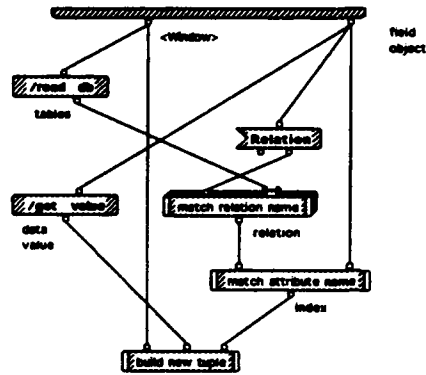 <Window>
field
object
/read db
tables
Relation
/get value
match relation name
data
value
relation
match attribute name
index
build new tuple